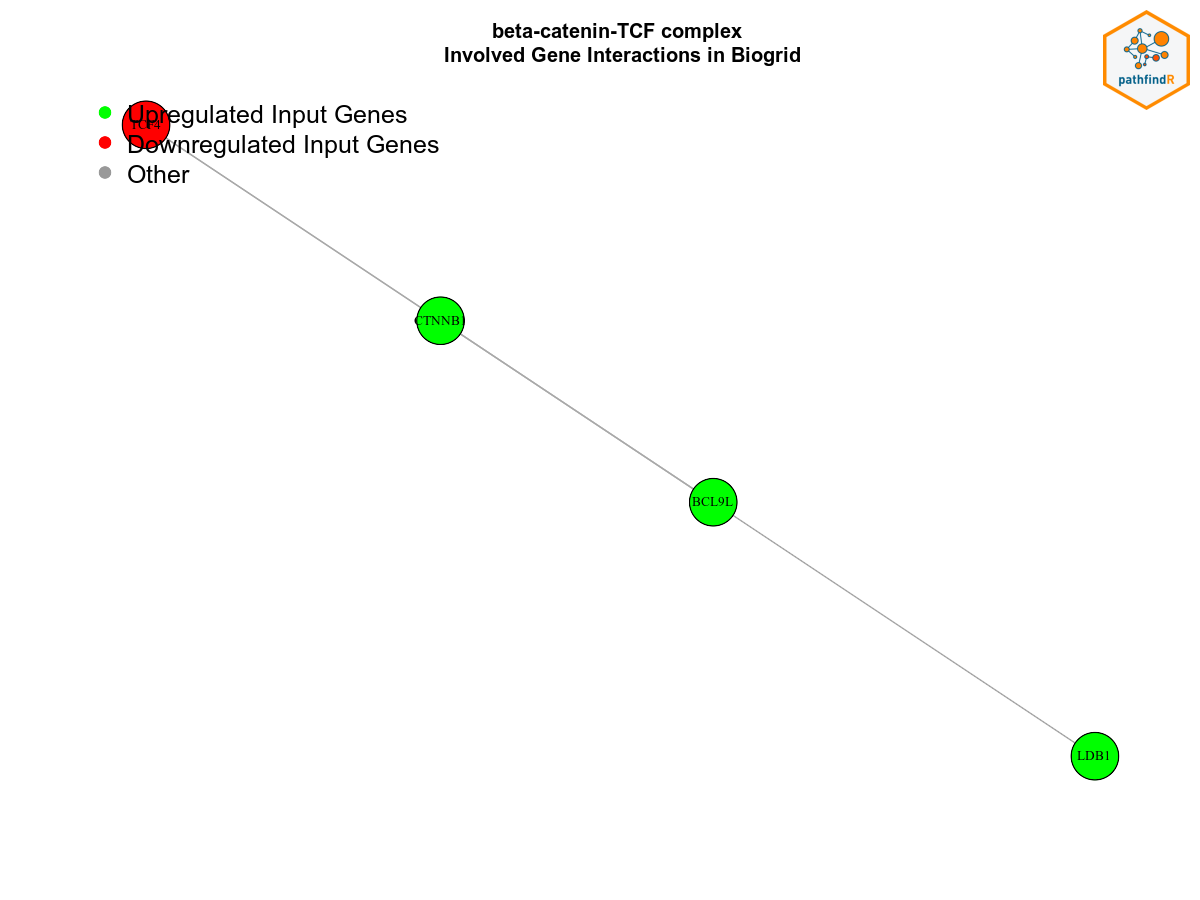 beta-catenin-TCF complex
Involved Gene Interactions in Biogrid
pathfindR
Upregulated Input Genes
TCF4
Downregulated Input Genes
Other
CTNNB1
BCL9L
LDB1